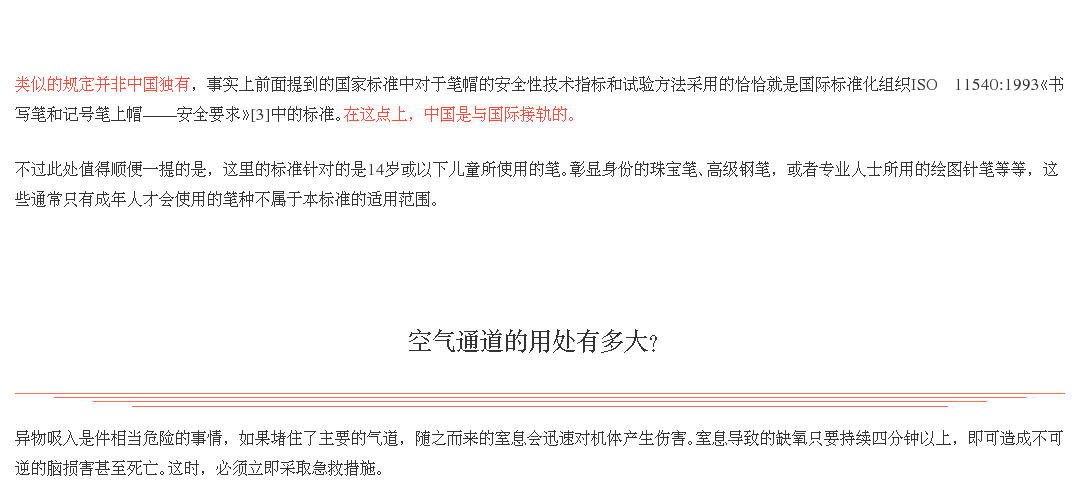 类似的规定并非中国独有，事实上前面提到的国家标准中对于笔帽的安全性技术指标和试验方法采用的恰恰就是国际标准化组织ISO　11540:1993《书
写笔和记号笔上帽——安全要求》[3]中的标准。在这点上，中国是与国际接轨的。
不过此处值得顺便一提的是，这里的标准针对的是14岁或以下儿童所使用的笔。彰显身份的珠宝笔、高级钢笔，或者专业人士所用的绘图针笔等等，这
些通常只有成年人才会使用的笔种不属于本标准的适用范围。
空气通道的用处有多大?
异物吸入是件相当危险的事情，如果堵住了主要的气道，随之而来的窒息会迅速对机体产生伤害。窒息导致的缺氧只要持续四分钟以上，即可造成不可
逆的脑损害甚至死亡。这时，必须立即采取急救措施。